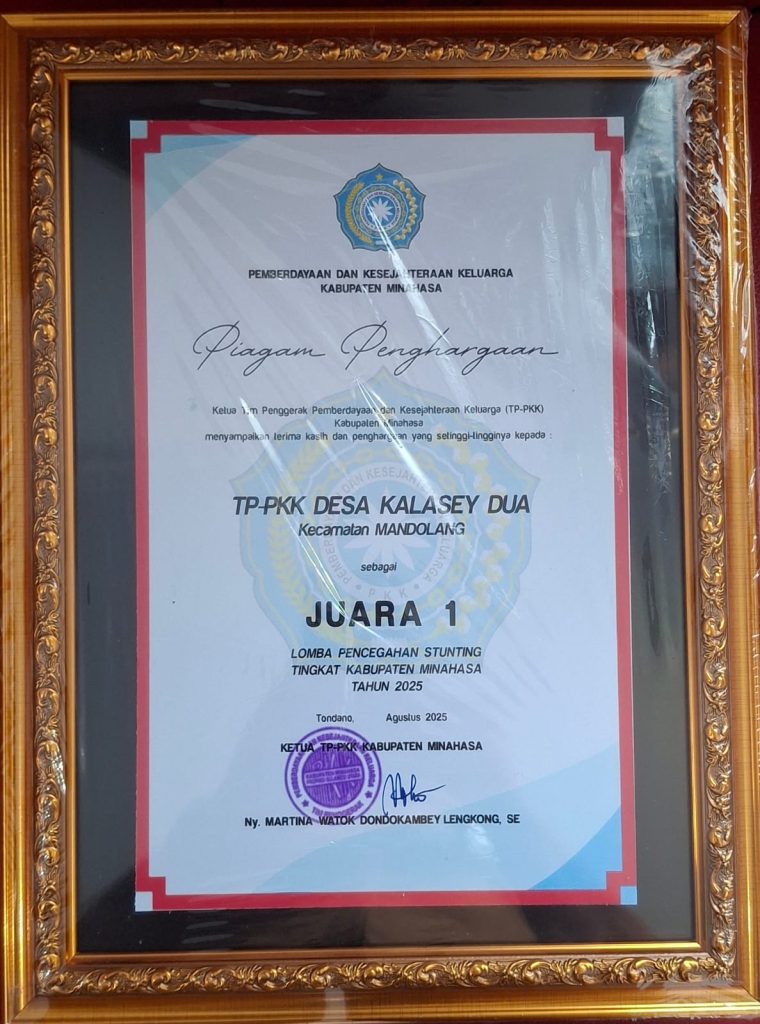 PEMBERDAYAAN DAN KESEJAHTERAAN KELUARGA
KABUPATEN MINAHASA
Piagam Penghargaan
Ketua Tim Penggerak Pemberdayaan dan Kesejahteraan Keluarga (TP-PKK)
Kabupaten Minahasa
menyampaikan terima kasih dan penghargaan yang setinggi-tingginya kepada :
TP-PKK DESA KALASEY DUA
Kecamatan MANDOLANG
sebagai
JUARA 1
LOMBA PENCEGAHAN STUNTING
TINGKAT KABUPATEN MINAHASA
TAHUN 2025
Tondano, Agustus 2025
KETUA TP-PKK KABUPATEN MINAHASA
Ny. MARTINA WATOK DONDOKAMBEY LENGKONG, SE